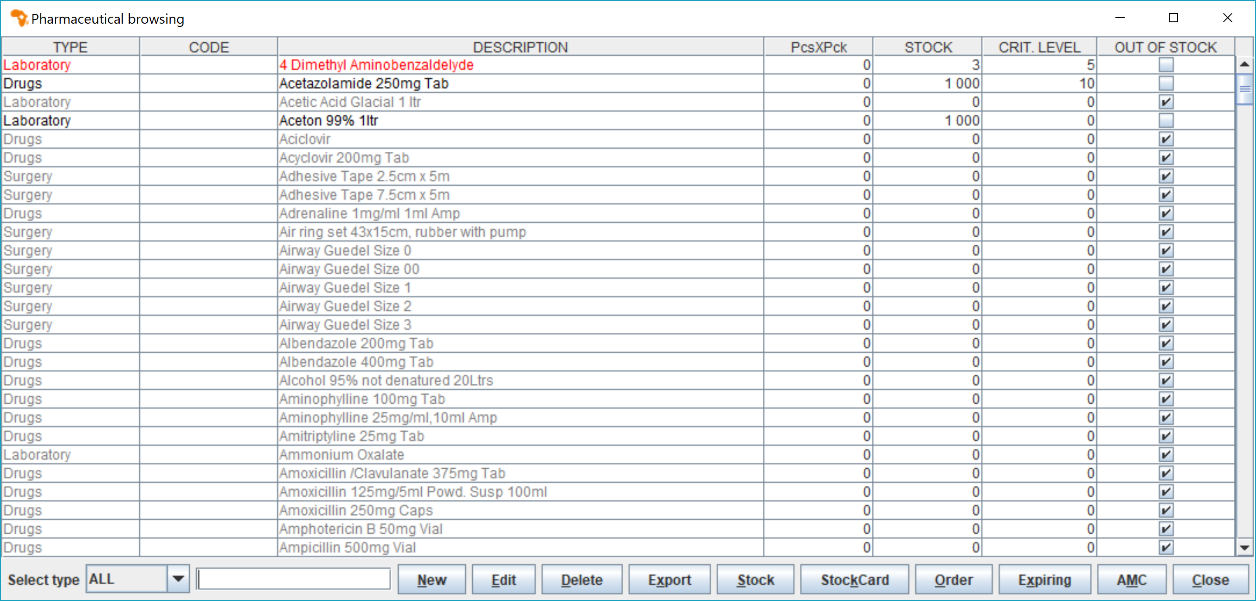 Pharmaceutical browsing
TYPE CODE DESCRIPTION PcsXPck STOCK CRIT. LEVEL OUT OF STOCK
Laboratory 4 Dimethyl Aminobenzaldelyde 0 3 5
Drugs Acetazolamide 250mg Tab 0 1 000 10
Laboratory Acetic Acid Glacial 1 ltr 0 0 0
Laboratory Aceton 99% 1ltr 0 1 000 0
Drugs Aciclovir 0 0 0
Drugs Acyclovir 200mg Tab 0 0 0
Surgery Adhesive Tape 2.5cm x 5m 0 0 0
Surgery Adhesive Tape 7.5cm x 5m 0 0 0
Drugs Adrenaline 1mg/ml 1ml Amp 0 0 0
Surgery Air ring set 43x15cm, rubber with pump 0 0 0
Surgery Airway Guedel Size 0 0 0 0
Surgery Airway Guedel Size 00 0 0 0
Surgery Airway Guedel Size 1 0 0 0
Surgery Airway Guedel Size 2 0 0 0
Surgery Airway Guedel Size 3 0 0 0
Drugs Albendazole 200mg Tab 0 0 0
Drugs Albendazole 400mg Tab 0 0 0
Drugs Alcohol 95% not denatured 20Ltrs 0 0 0
Drugs Aminophylline 100mg Tab 0 0 0
Drugs Aminophylline 25mg/ml,10ml Amp 0 0 0
Drugs Amitriptyline 25mg Tab 0 0 0
Laboratory Ammonium Oxalate 0 0 0
Drugs Amoxicillin /Clavulanate 375mg Tab 0 0 0
Drugs Amoxicillin 125mg/5ml Powd. Susp 100ml 0 0 0
Drugs Amoxicillin 250mg Caps 0 0 0
Drugs Amphotericin B 50mg Vial 0 0 0
Drugs Ampicillin 500mg Vial 0 0 0
Select type ALL New Edit Delete Export Stock StockCard Order Expiring AMC Close